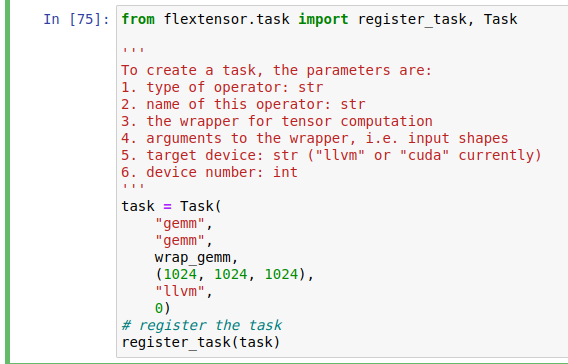 In [75]: from flextensor.task import register_task, Task
'''
To create a task, the parameters are:
1. type of operator: str
2. name of this operator: str
3. the wrapper for tensor computation
4. arguments to the wrapper, i.e. input shapes
5. target device: str ("llvm" or "cuda" currently)
6. device number: int
'''
task = Task(
    "gemm",
    "gemm",
    wrap_gemm,
    (1024, 1024, 1024),
    "llvm",
    0)
# register the task
register_task(task)